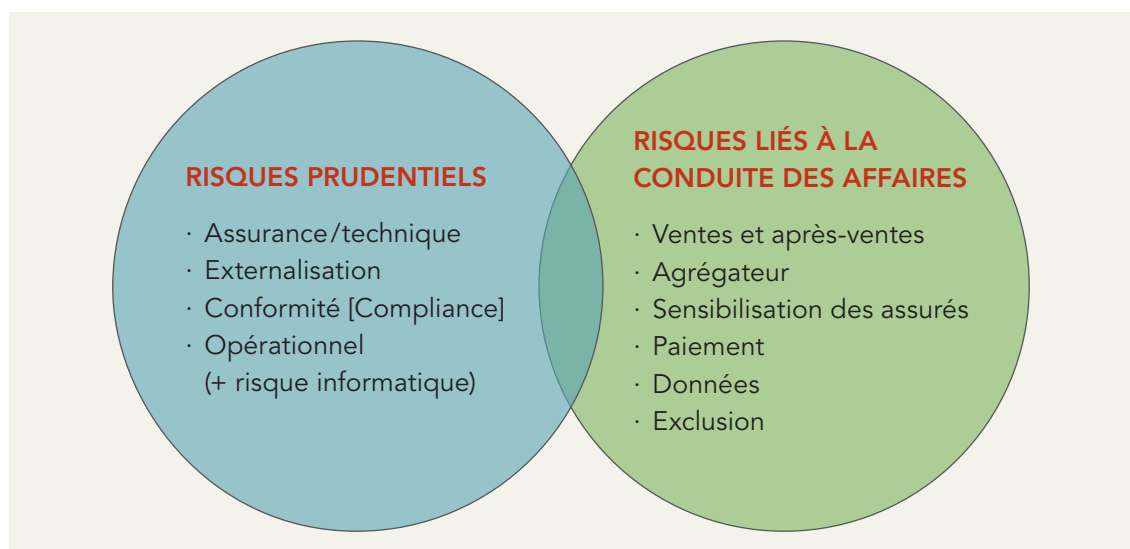 RISQUES PRUDENTIELS
· Assurance/technique
· Externalisation
· Conformité [Compliance]
· Opérationnel
(+ risque informatique)
RISQUES LIÉS À LA
CONDUITE DES AFFAIRES
· Ventes et après-ventes
· Agrégateur
· Sensibilisation des assurés
· Paiement
· Données
· Exclusion